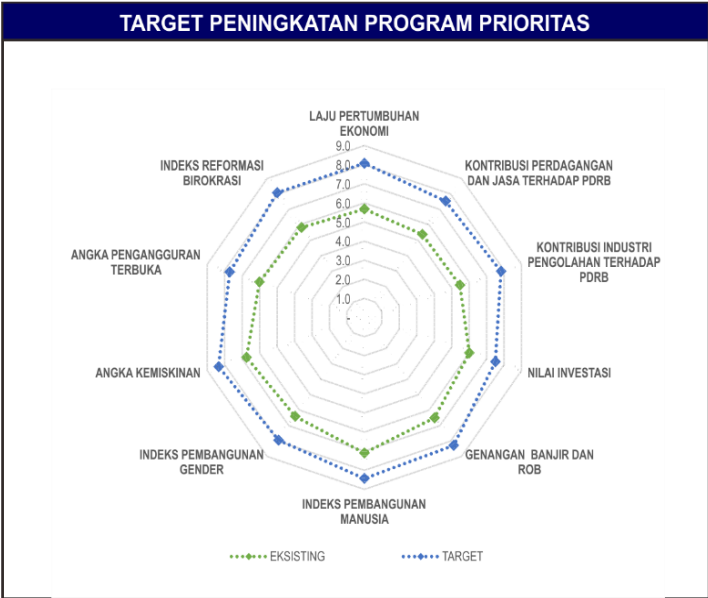 TARGET PENINGKATAN PROGRAM PRIORITAS
LAJU PERTUMBUHAN
EKONOMI
9.0
8.0
7.0
6.0
5.0
4.0
3.0
2.0
1.0
-
KONTRIBUSI PERDAGANGAN
DAN JASA TERHADAP PDRB
KONTRIBUSI INDUSTRI
PENGOLAHAN TERHADAP
PDRB
NILAI INVESTASI
GENANGAN BANJIR DAN
ROB
INDEKS PEMBANGUNAN
MANUSIA
INDEKS PEMBANGUNAN
GENDER
ANGKA KEMISKINAN
ANGKA PENGANGGURAN
TERBUKA
INDEKS REFORMASI
BIROKRASI
EKSISTING
TARGET